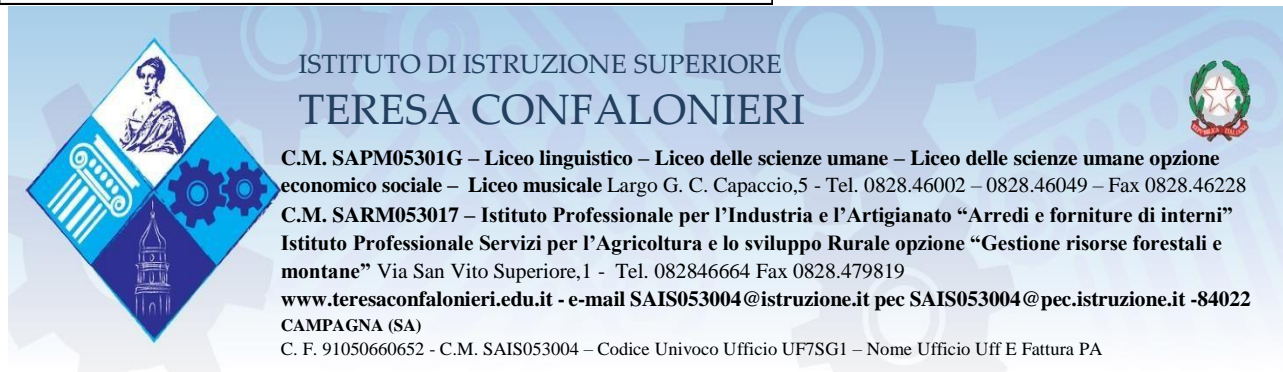 ISTITUTO DI ISTRUZIONE SUPERIORE
TERESA CONFALONIERI
C.M. SAPM05301G – Liceo linguistico – Liceo delle scienze umane – Liceo delle scienze umane opzione
economico sociale – Liceo musicale Largo G. C. Capaccio,5 - Tel. 0828.46002 – 0828.46049 – Fax 0828.46228
C.M. SARM053017 – Istituto Professionale per l’Industria e l’Artigianato “Arredi e forniture di interni”
Istituto Professionale Servizi per l’Agricoltura e lo sviluppo Rurale opzione “Gestione risorse forestali e
montane” Via San Vito Superiore,1 - Tel. 082846664 Fax 0828.479819
www.teresaconfalonieri.edu.it - e-mail SAIS053004@istruzione.it pec SAIS053004@pec.istruzione.it -84022
CAMPAGNA (SA)
C. F. 91050660652 - C.M. SAIS053004 – Codice Univoco Ufficio UF7SG1 – Nome Ufficio Uff E Fattura PA